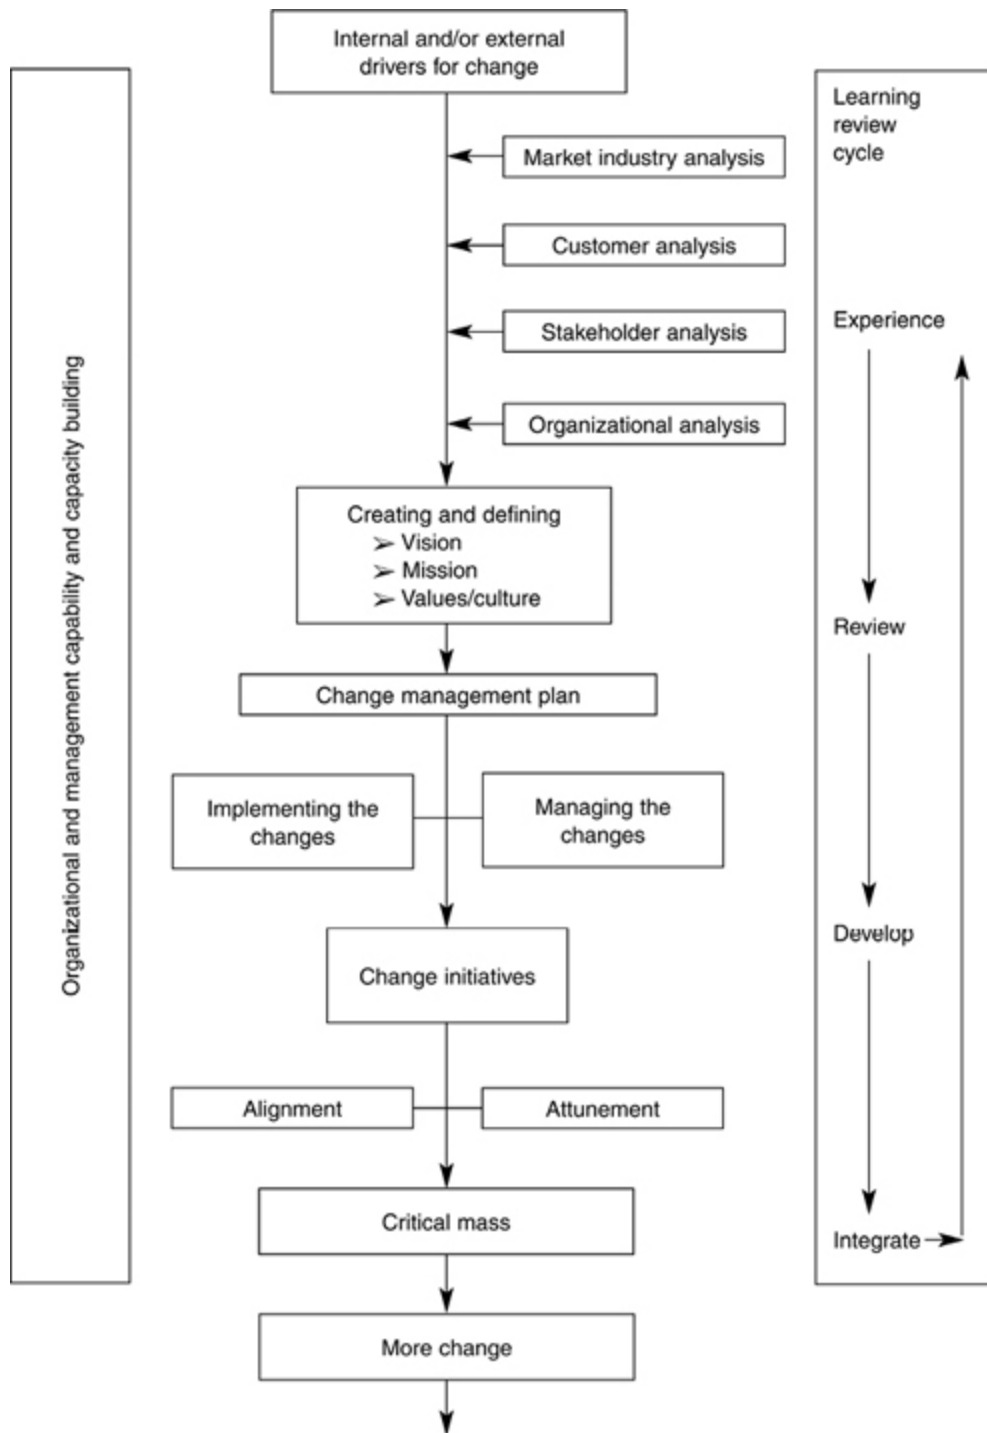 Internal and/or external
drivers for change
Learning
review
cycle
Market industry analysis
Customer analysis
Stakeholder analysis
Experience
Organizational analysis
Organizational and management capability and capacity building
Creating and defining
➢ Vision
➢ Mission
➢ Values/culture
Review
Change management plan
Implementing the
changes
Managing the
changes
Develop
Change initiatives
Alignment
Attunement
Critical mass
Integrate
More change